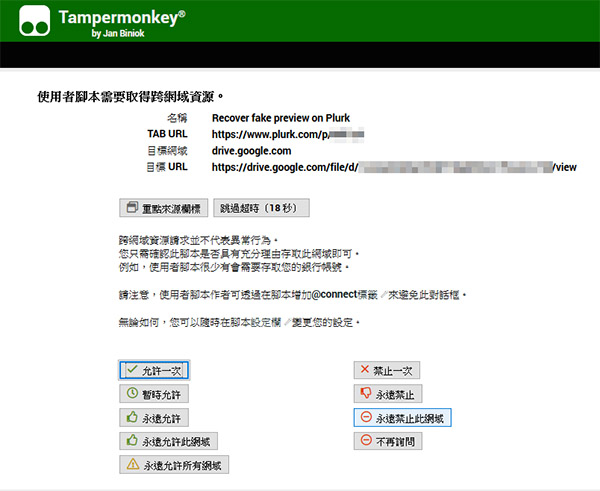 Tampermonkey®
by Jan Biniok
使用者腳本需要取得跨網域資源。
名稱 Recover fake preview on Plurk
TAB URL https://www.plurk.com/p/
目標網域 drive.google.com
目標 URL https://drive.google.com/file/d/ /view
重點來源欄標 跳過超時（18 秒）
跨網域資源請求並不代表異常行為。
您只需確認此腳本是否具有充分理由存取此網域即可。
例如，使用者腳本很少有會需要存取您的銀行帳號。
請注意，使用者腳本作者可透過在腳本增加@connect標籤 來避免此對話框。
無論如何，您可以隨時在腳本設定欄 變更您的設定。
允許一次 禁止一次
暫時允許 永遠禁止
永遠允許 永遠禁止此網域
永遠允許此網域 不再詢問
永遠允許所有網域